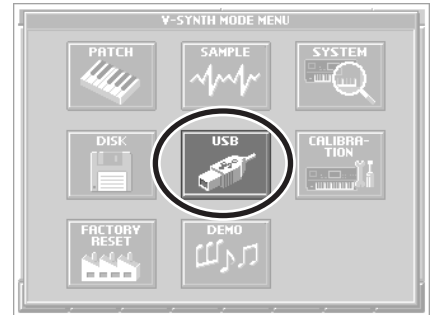 V-SYNTH MODE MENU
PATCH
SAMPLE
SYSTEM
DISK
USB
CALIBRA-
TION
FACTORY
RESET
DEMO